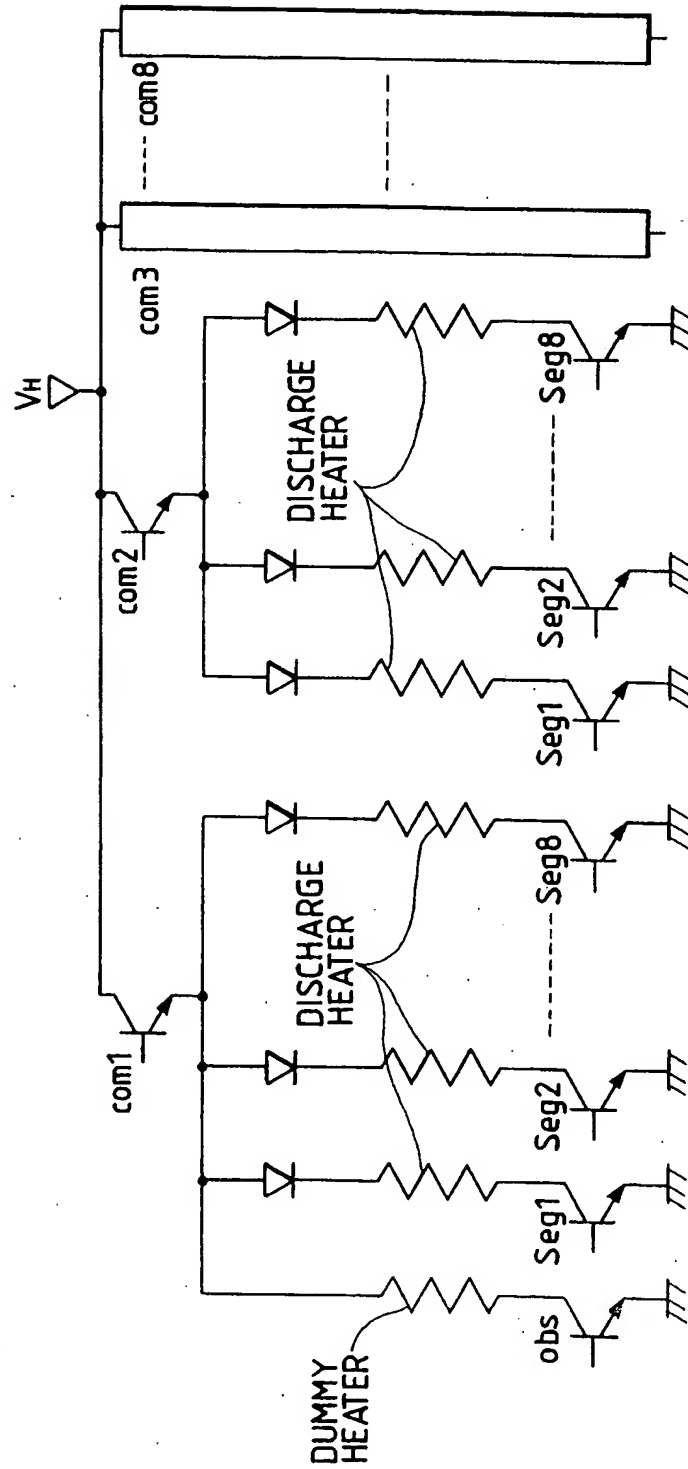 VH
com1
com2
com3
com8
DISCHARGE
HEATER
DISCHARGE
HEATER
DUMMY
HEATER
obs
Seg1
Seg2
Seg8
Seg1
Seg2
Seg8